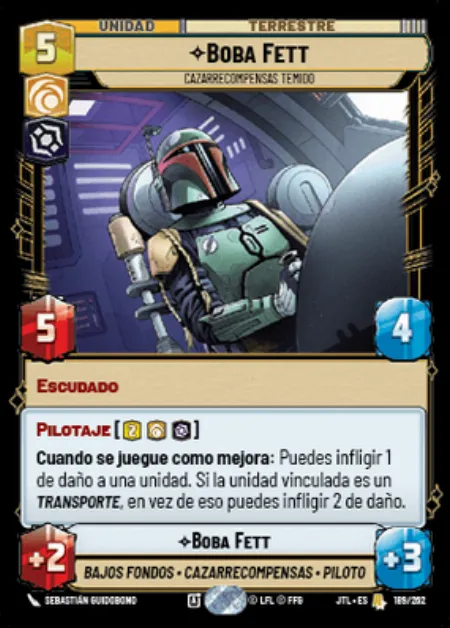 UNIDAD
TERRESTRE
5
BOBA FETT
CAZARRECOMPENSAS TEMIDO
5
4
ESCUDADO
PILOTAJE [2]
Cuando se juegue como mejora: Puedes infligir 1
de daño a una unidad. Si la unidad vinculada es un
TRANSPORTE, en vez de eso puedes infligir 2 de daño.
BOBA FETT
+2
+3
BAJOS FONDOS • CAZARRECOMPENSAS • PILOTO
SEBASTIÁN GUIDOBONO
A
© LFL © FFG
JTL • ES
189/262